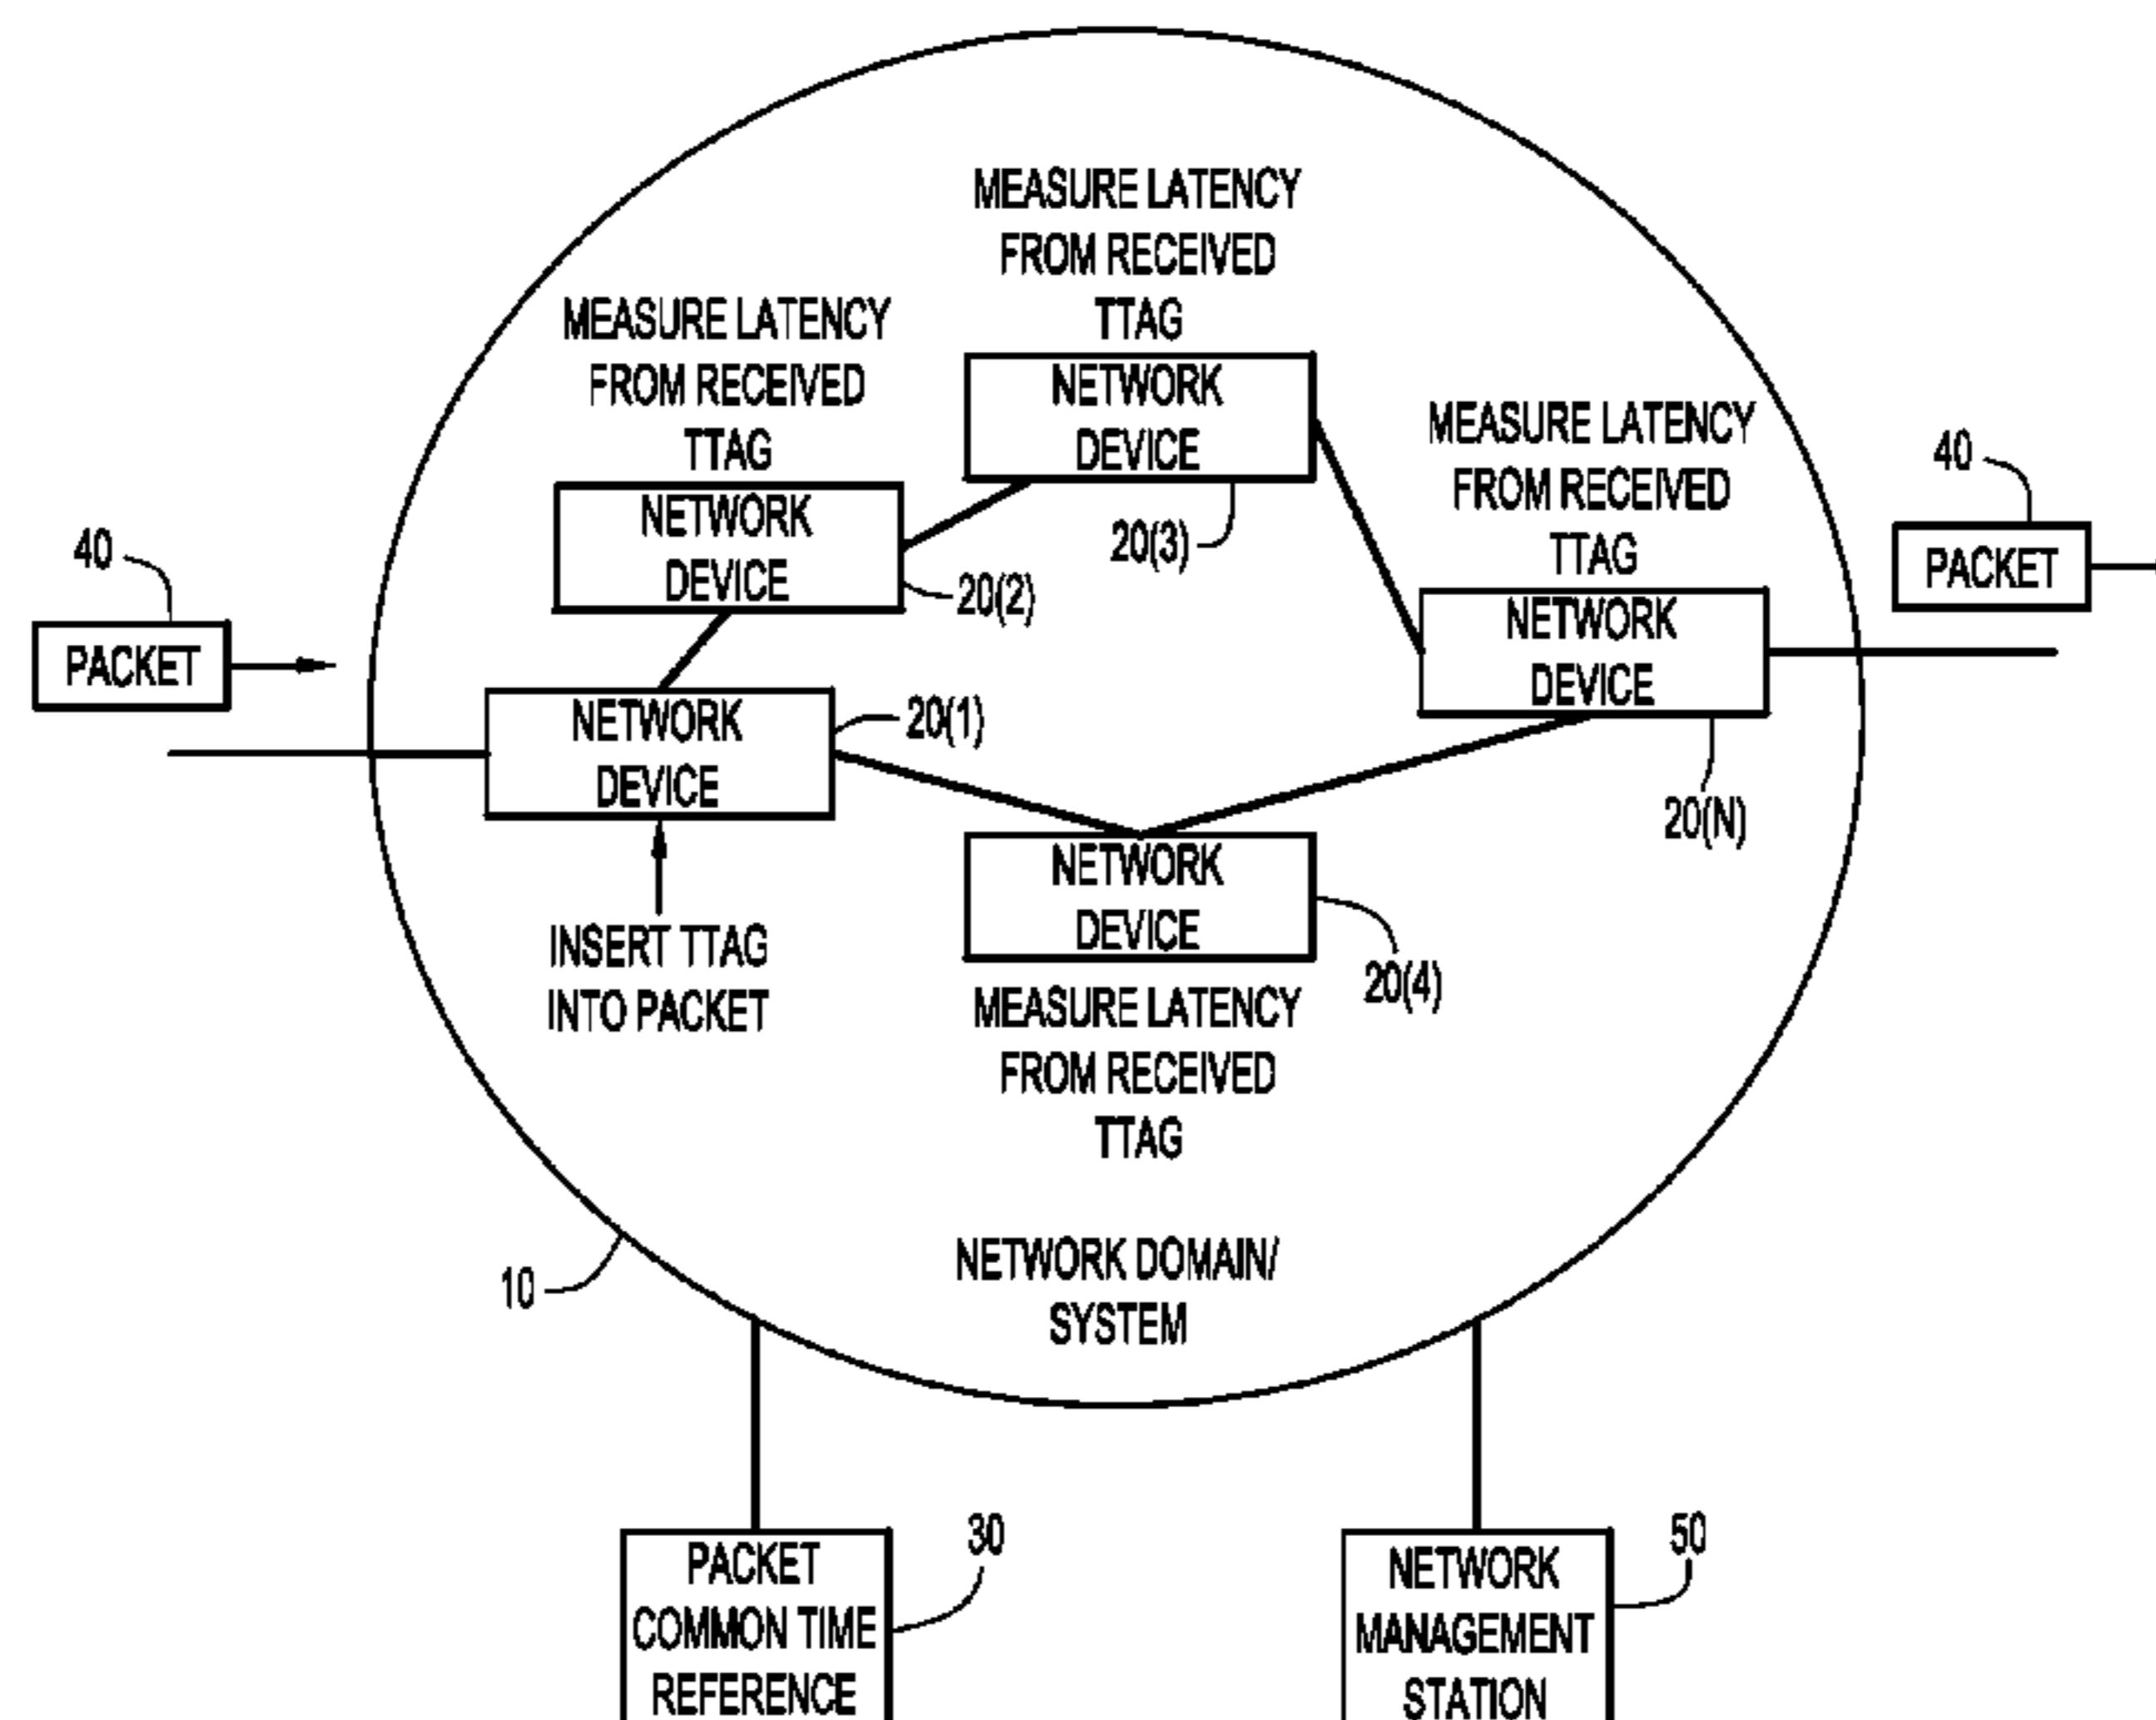 MEASURE LATENCY
FROM RECEIVED
TTAG
MEASURE LATENCY
FROM RECEIVED
TTAG
NETWORK
DEVICE
20(3)
MEASURE LATENCY
FROM RECEIVED
TTAG
NETWORK
DEVICE
20(2)
40
PACKET
40
PACKET
NETWORK
DEVICE
20(N)
NETWORK
DEVICE
20(1)
INSERT TTAG
INTO PACKET
NETWORK
DEVICE
20(4)
MEASURE LATENCY
FROM RECEIVED
TTAG
NETWORK DOMAIN/
SYSTEM
10
PACKET
COMMON TIME
REFERENCE
30
NETWORK
MANAGEMENT
STATION
50